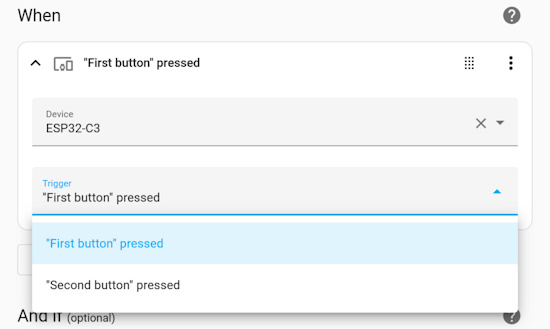 When
"First button" pressed
Device
ESP32-C3
Trigger
"First button" pressed
"First button" pressed
"Second button" pressed
And if (optional)